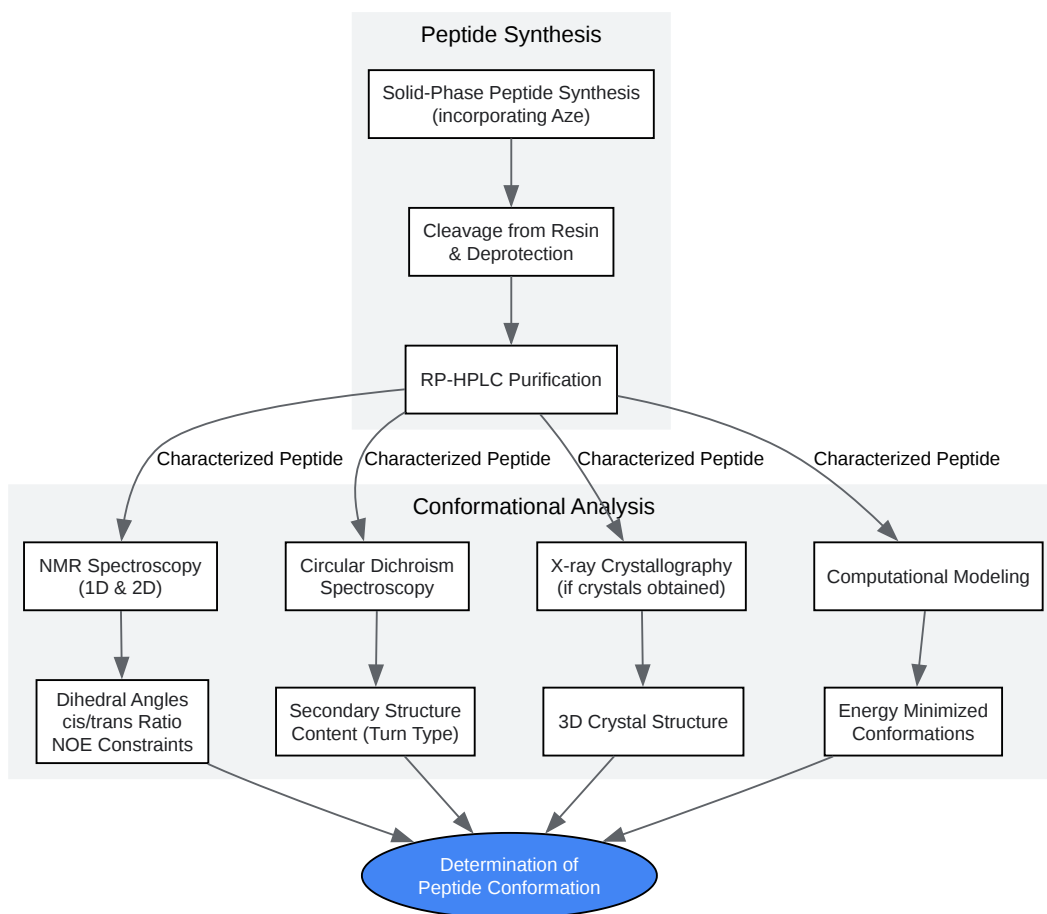 Peptide Synthesis
Solid-Phase Peptide Synthesis
(incorporating Aze)
Cleavage from Resin
& Deprotection
RP-HPLC Purification
Characterized Peptide
Characterized Peptide
Characterized Peptide
Characterized Peptide
Conformational Analysis
NMR Spectroscopy
(1D & 2D)
Circular Dichroism
Spectroscopy
X-ray Crystallography
(if crystals obtained)
Computational Modeling
Dihedral Angles
cis/trans Ratio
NOE Constraints
Secondary Structure
Content (Turn Type)
3D Crystal Structure
Energy Minimized
Conformations
Determination of
Peptide Conformation